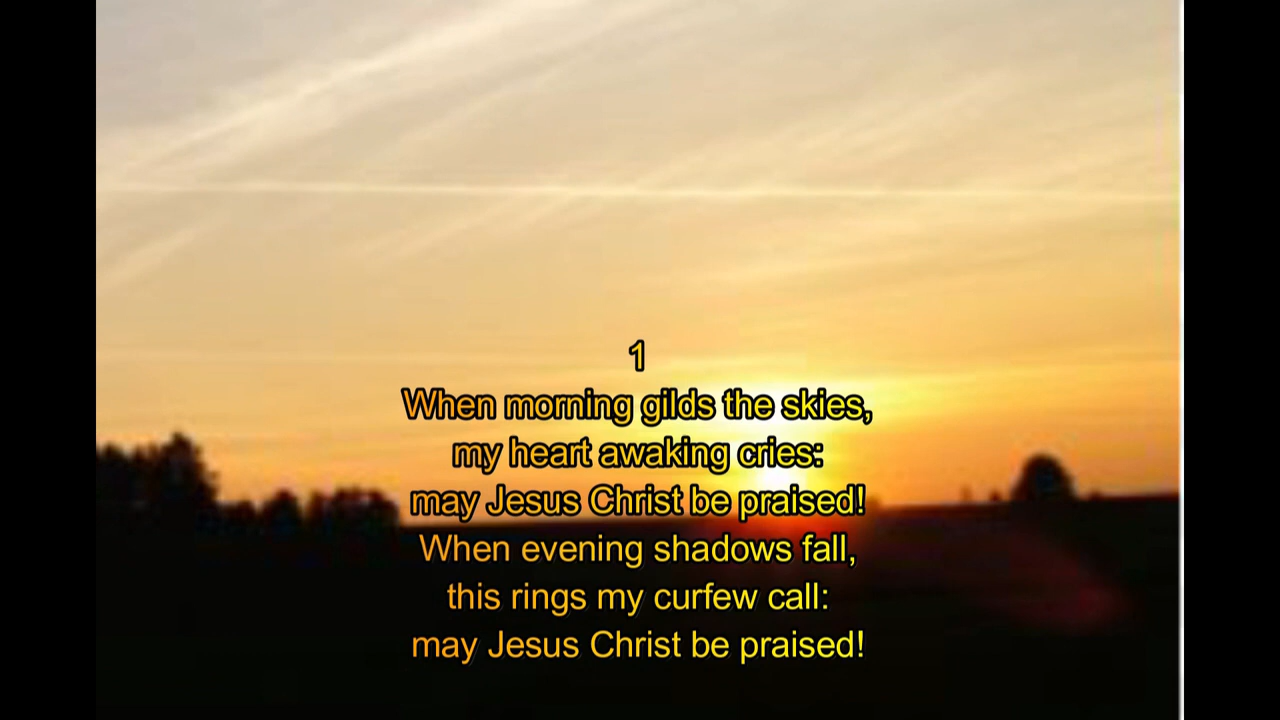 1
When morning gilds the skies,
my heart awaking cries:
may Jesus Christ be praised!
When evening shadows fall,
this rings my curfew call:
may Jesus Christ be praised!